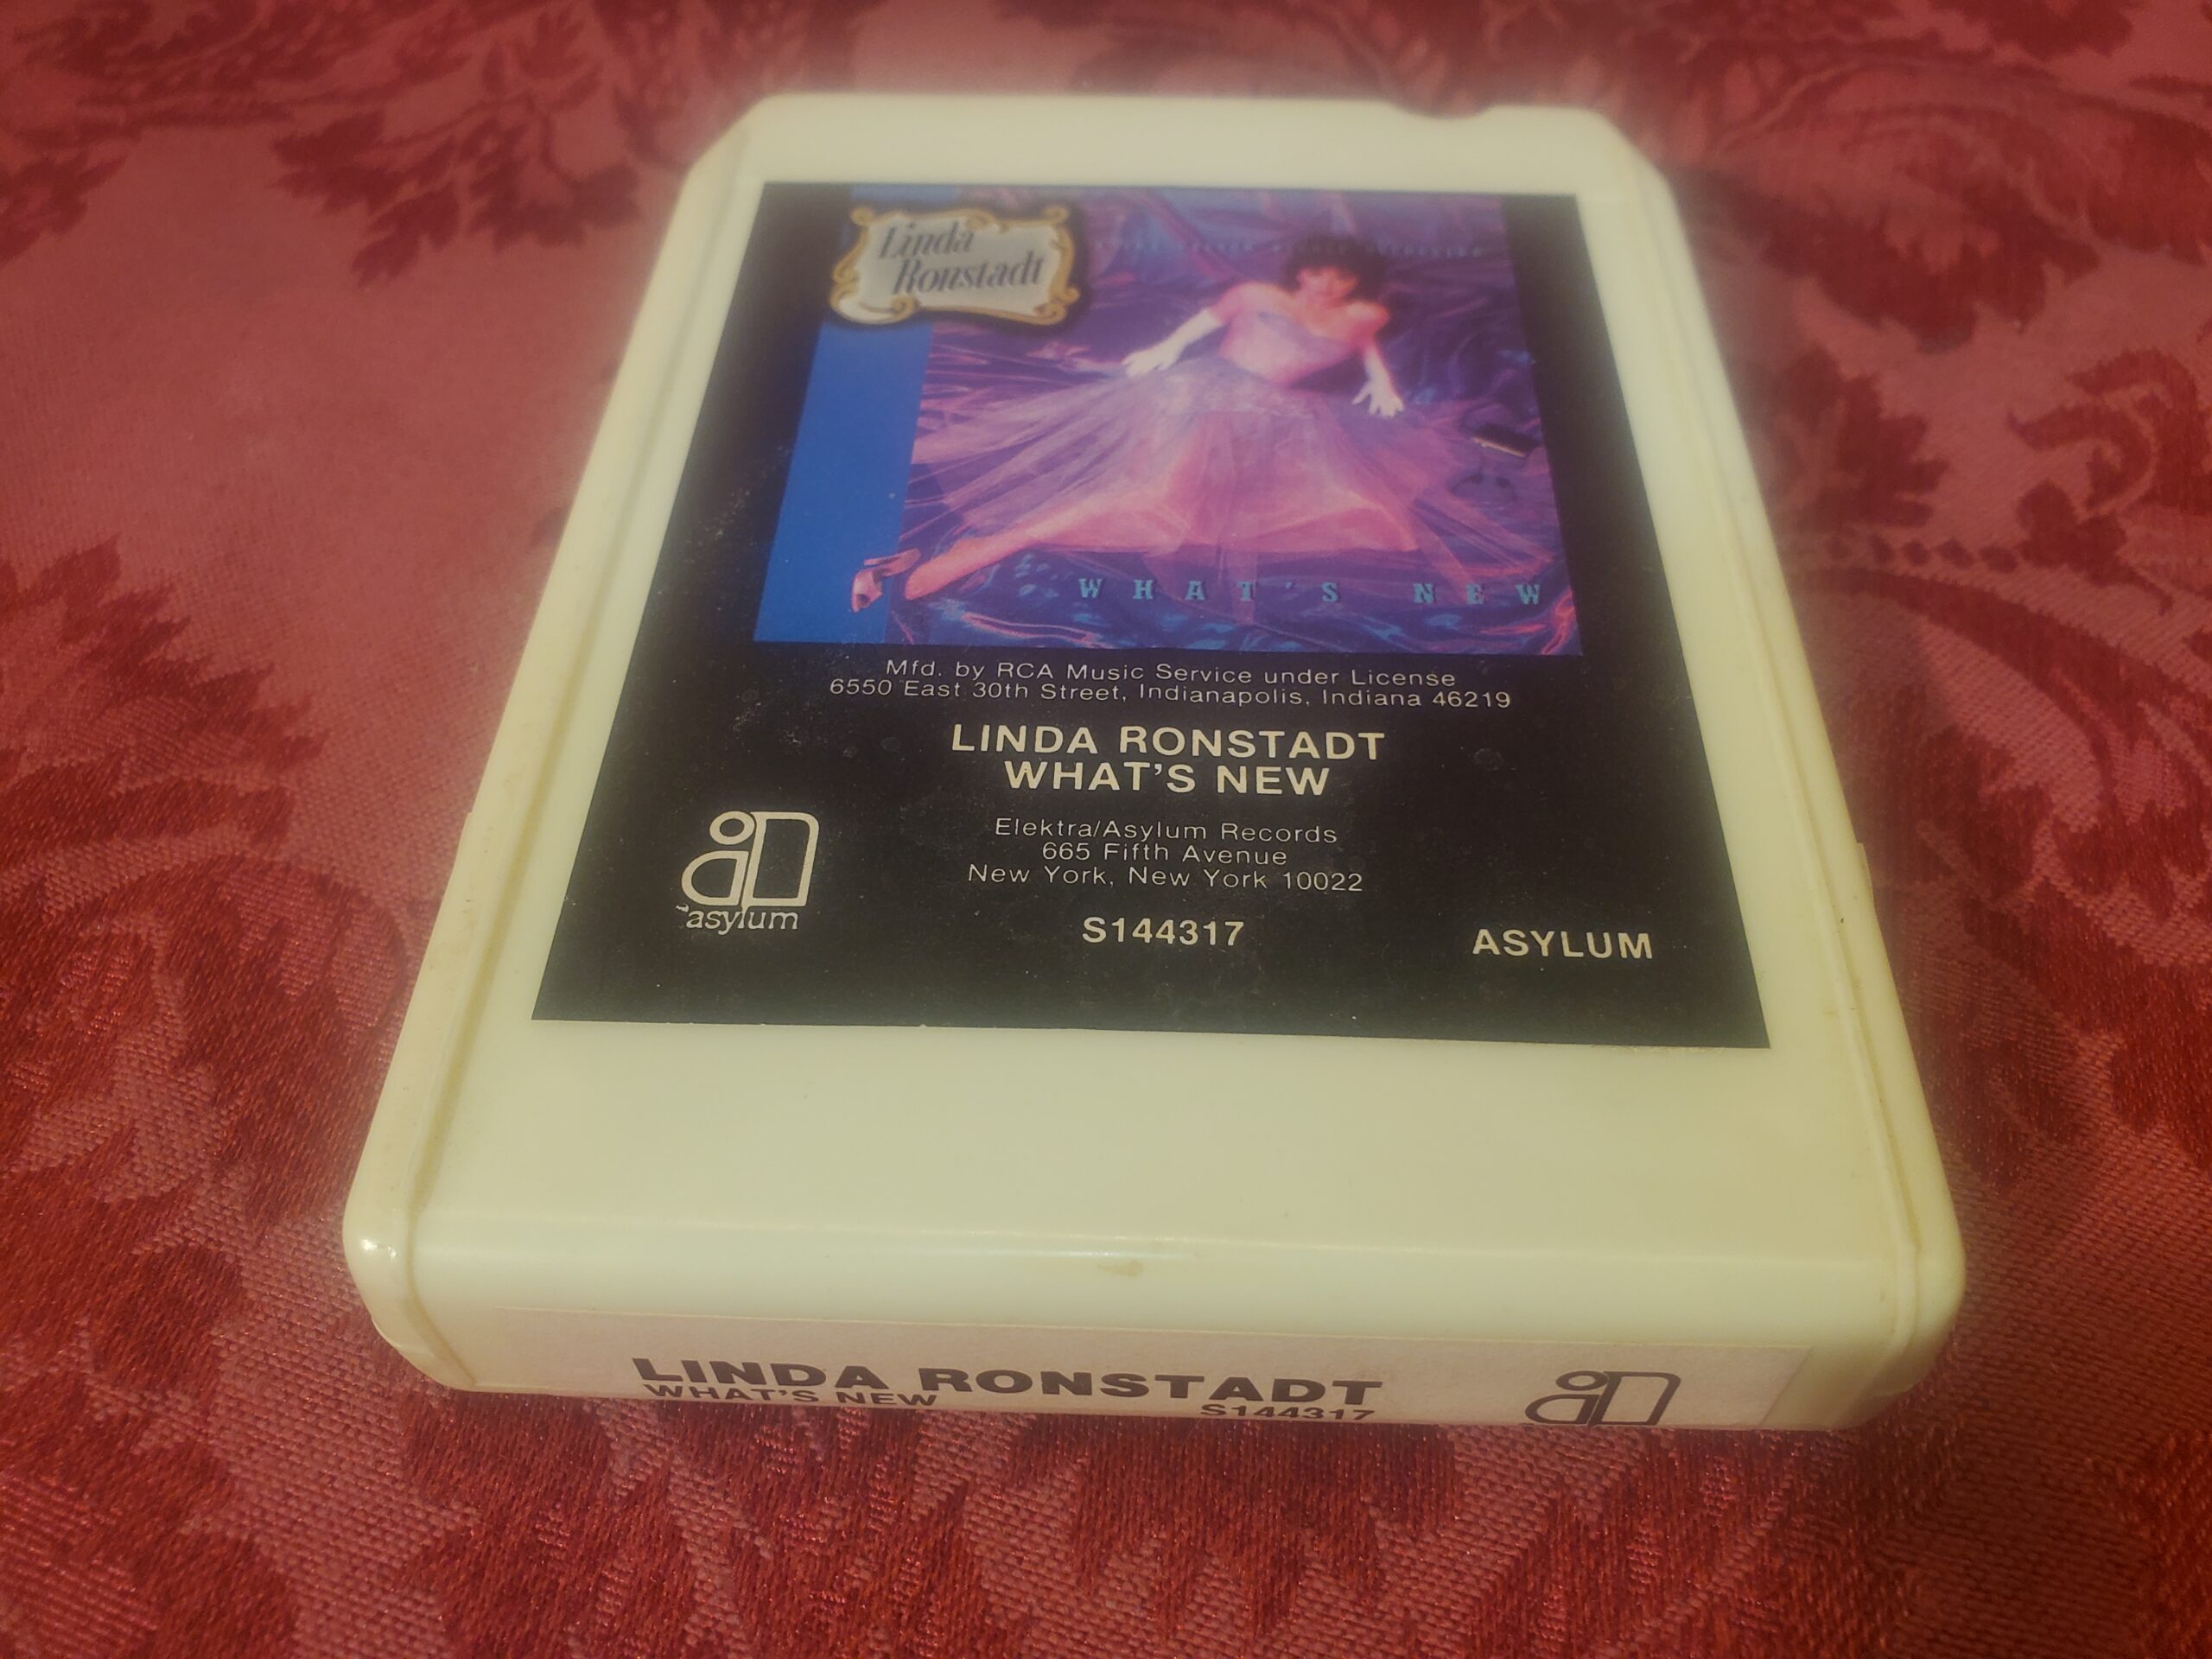 Linda
Ronstadt
WHAT'S NEW
Mfd. by RCA Music Service under License
6550 East 30th Street, Indianapolis, Indiana 46219
LINDA RONSTADT
WHAT'S NEW
Elektra/Asylum Records
665 Fifth Avenue
New York, New York 10022
asylum
S144317
ASYLUM
LINDA RONSTADT
WHAT'S NEW S144317